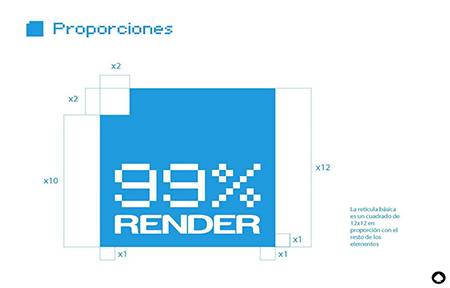 Proporciones
x2
x2
x10
x12
99%
RENDER
x1
x1
x1
La retícula básica
es un cuadrado de
12x12 en
proporción con el
resto de los
elementos